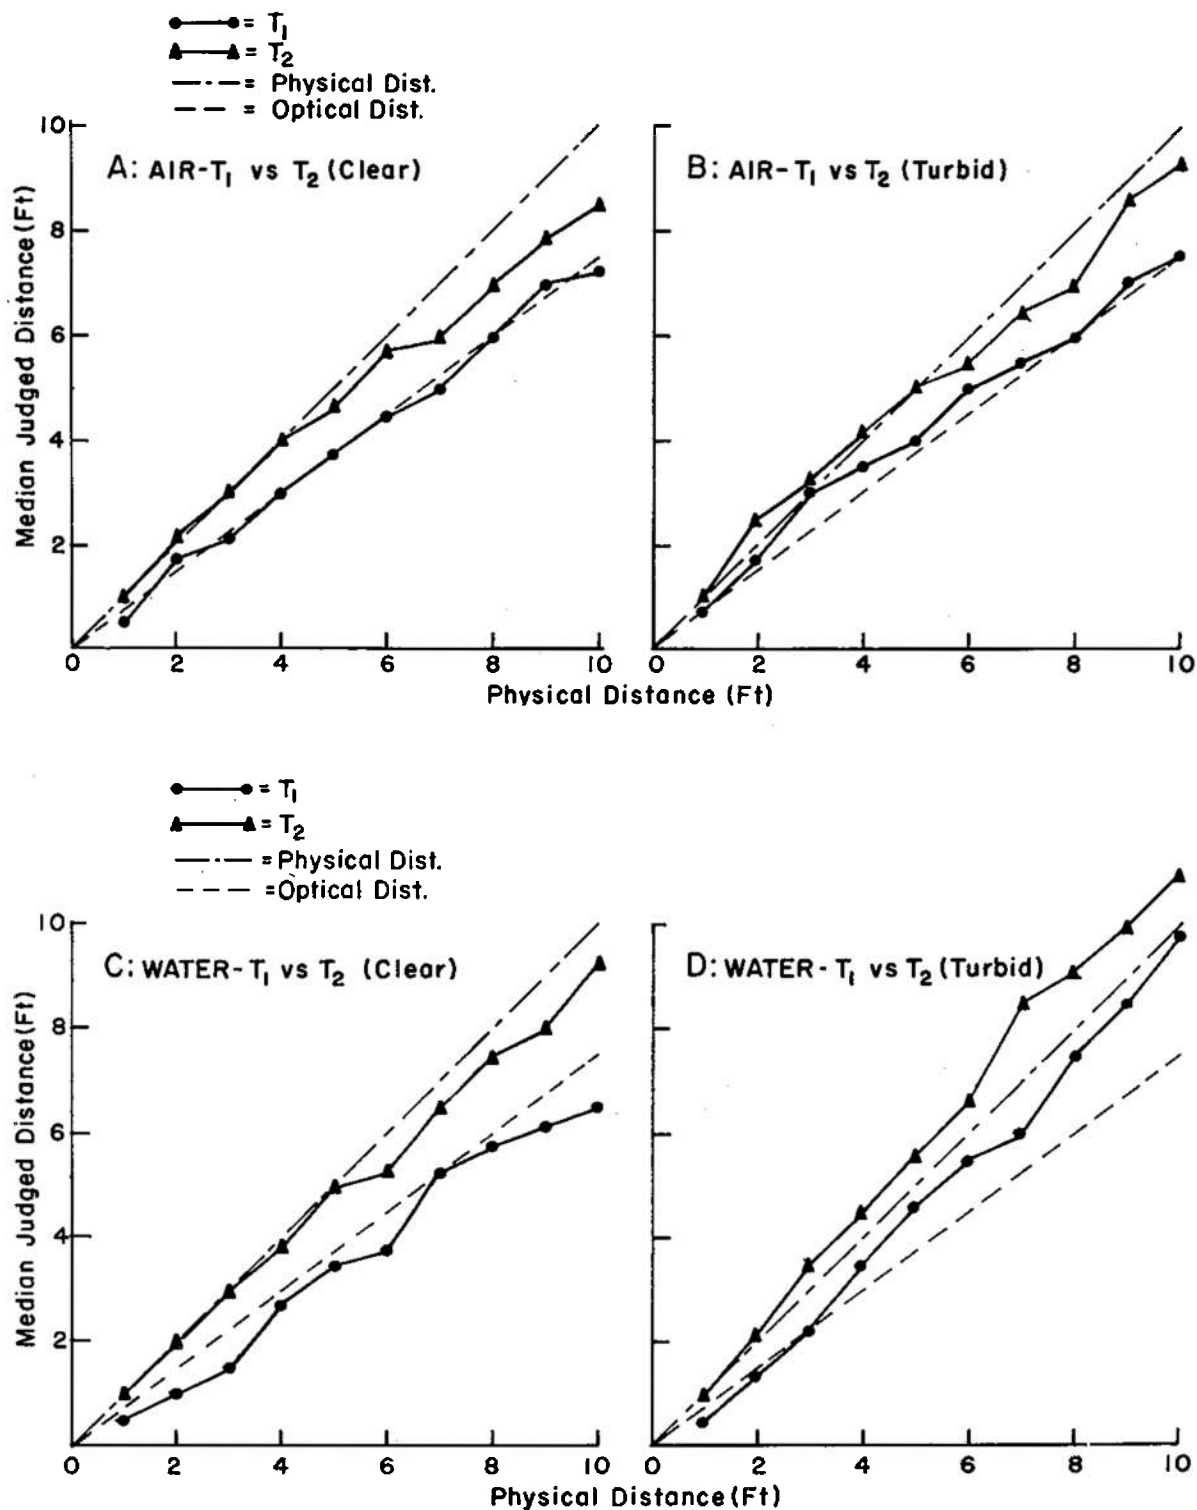 = T1
= T2
= Physical Dist.
= Optical Dist.
A: AIR-T1 vs T2 (Clear)
B: AIR-T1 vs T2 (Turbid)
Median Judged Distance (Ft)
10
8
6
4
2
0 2 4 6 8 10
0 2 4 6 8 10
Physical Distance (Ft)
= T1
= T2
= Physical Dist.
= Optical Dist.
C: WATER-T1 vs T2 (Clear)
D: WATER-T1 vs T2 (Turbid)
Median Judged Distance (Ft)
10
8
6
4
2
0 2 4 6 8 10
0 2 4 6 8 10
Physical Distance (Ft)